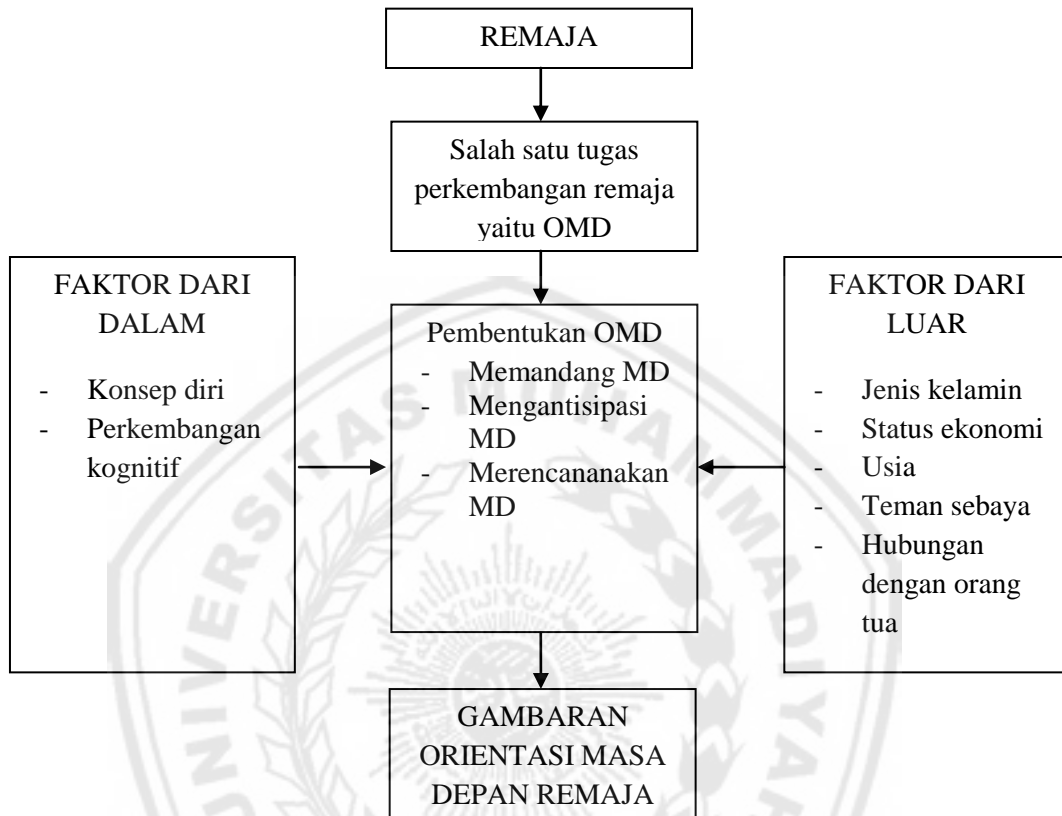 REMAJA
Salah satu tugas
perkembangan remaja
yaitu OMD
FAKTOR DARI
DALAM
- Konsep diri
- Perkembangan
kognitif
Pembentukan OMD
- Memandang MD
- Mengantisipasi
MD
- Merencananakan
MD
FAKTOR DARI
LUAR
- Jenis kelamin
- Status ekonomi
- Usia
- Teman sebaya
- Hubungan
dengan orang
tua
GAMBARAN
ORIENTASI MASA
DEPAN REMAJA
UNIVERSITAS MUHAMMADIYAH